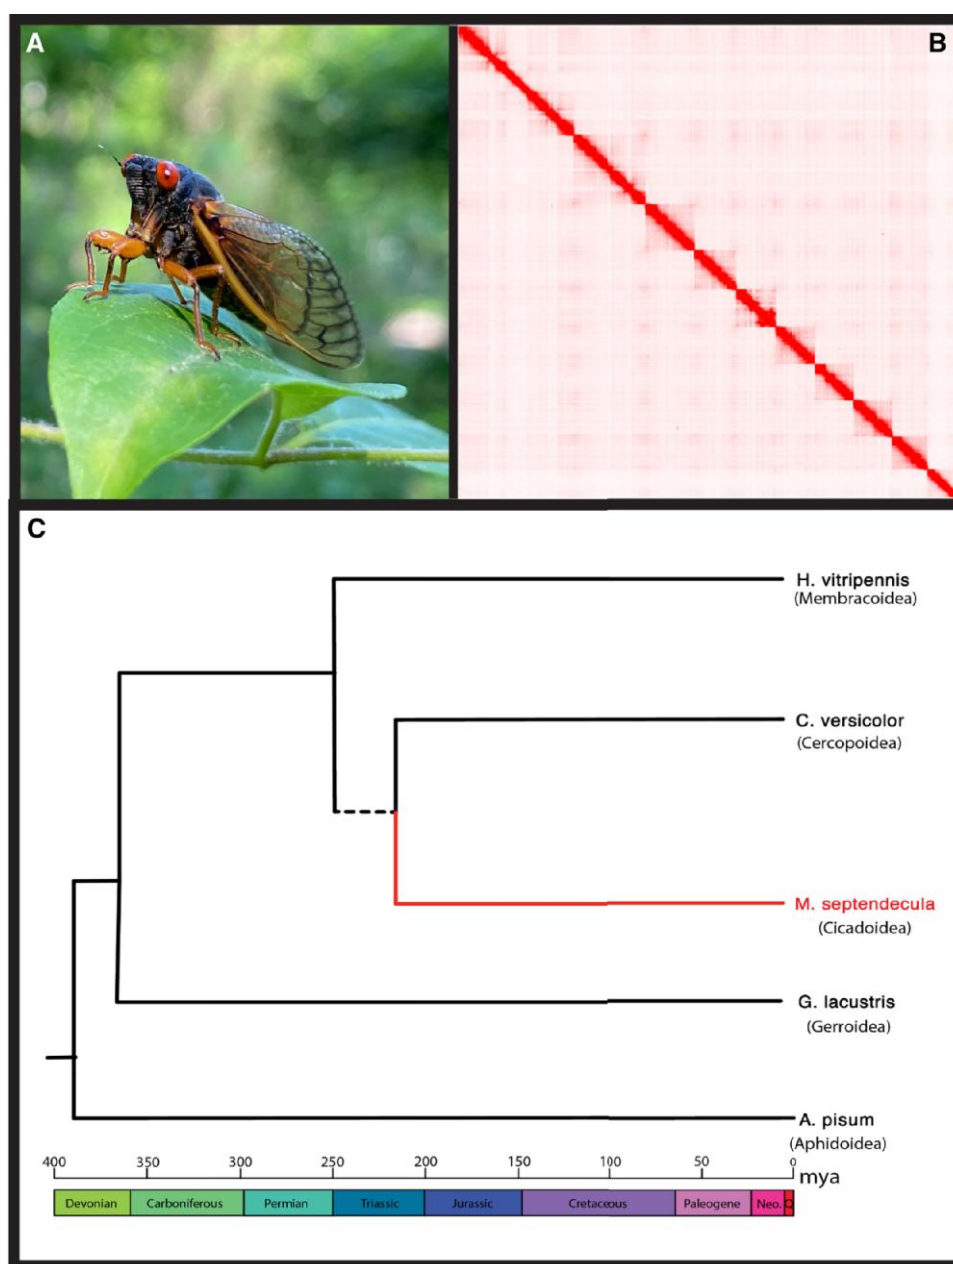 A
B
C
H. vitripennis
(Membracoidea)
C. versicolor
(Cercopoidea)
M. septendecula
(Cicadoidea)
G. lacustris
(Gerroidea)
A. pisum
(Aphidoidea)
400 350 300 250 200 150 100 50 0
mya
Devonian Carboniferous Permian Triassic Jurassic Cretaceous Paleogene Neo. Q